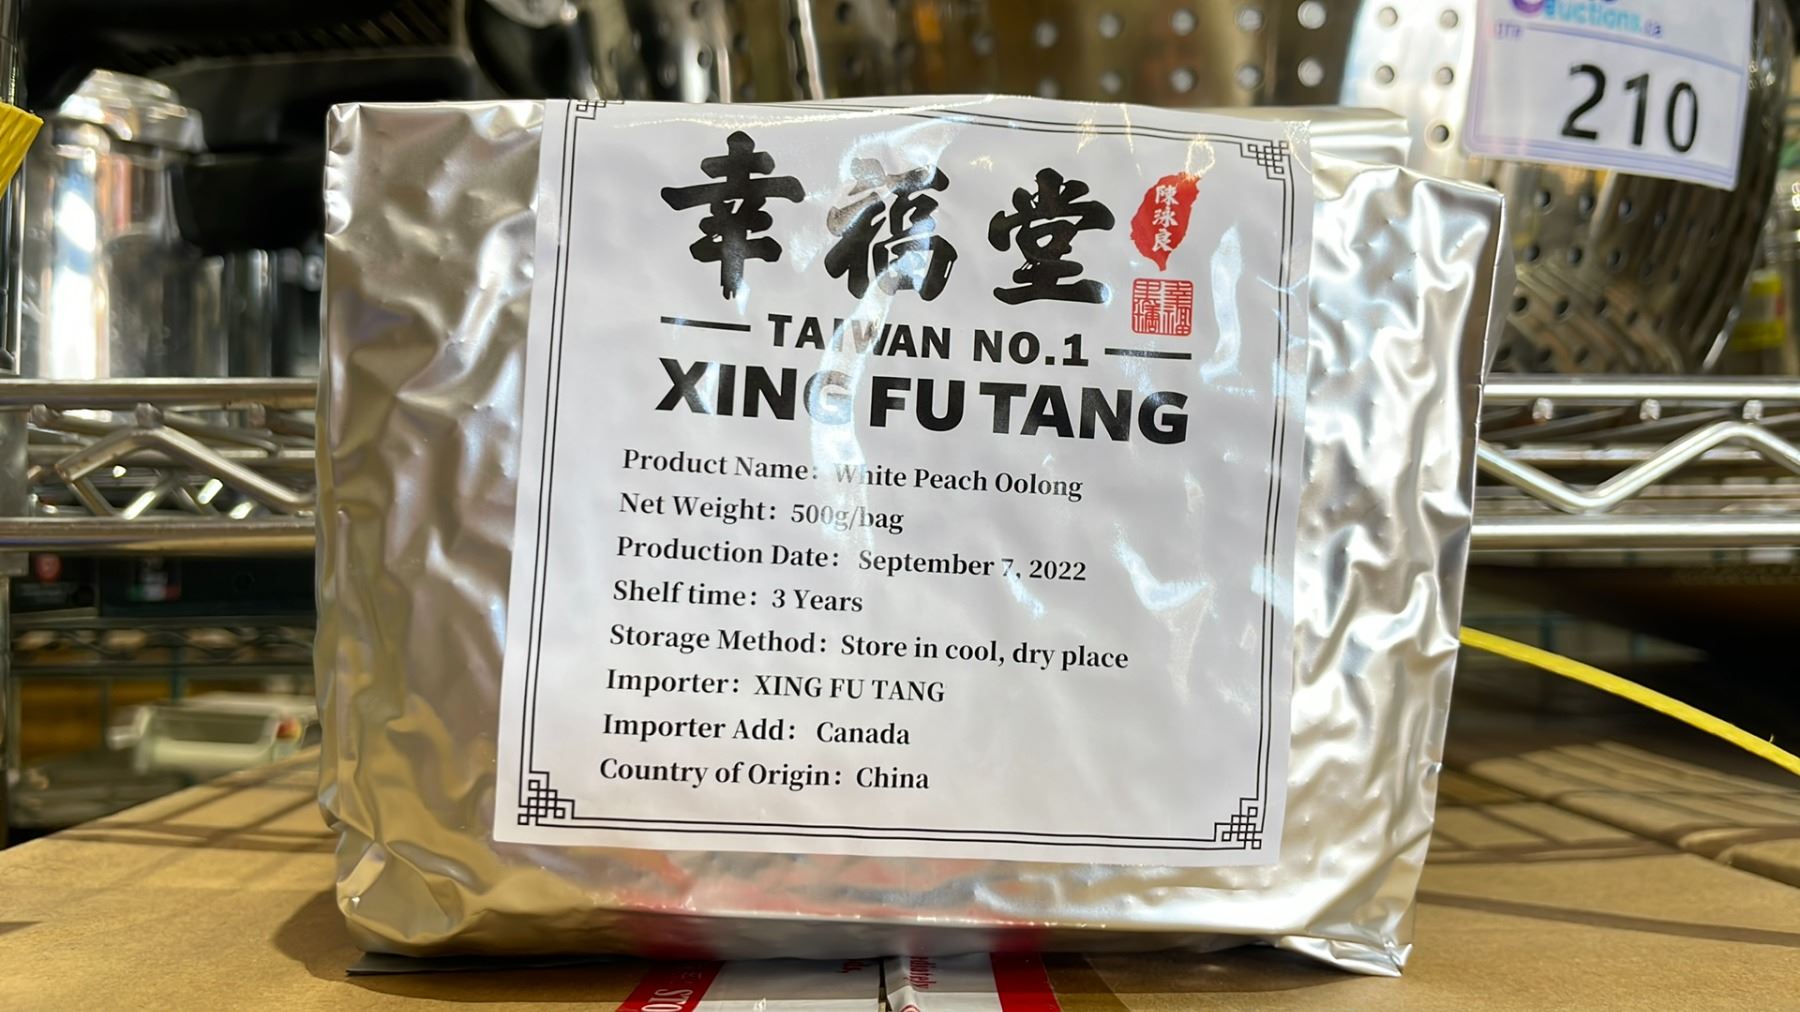 auctions.ca
210
幸福堂
陳泳良
TAIWAN NO.1
XING FU TANG
Product Name: White Peach Oolong
Net Weight: 500g/bag
Production Date: September 7, 2022
Shelf time: 3 Years
Storage Method: Store in cool, dry place
Importer: XING FU TANG
Importer Add: Canada
Country of Origin: China